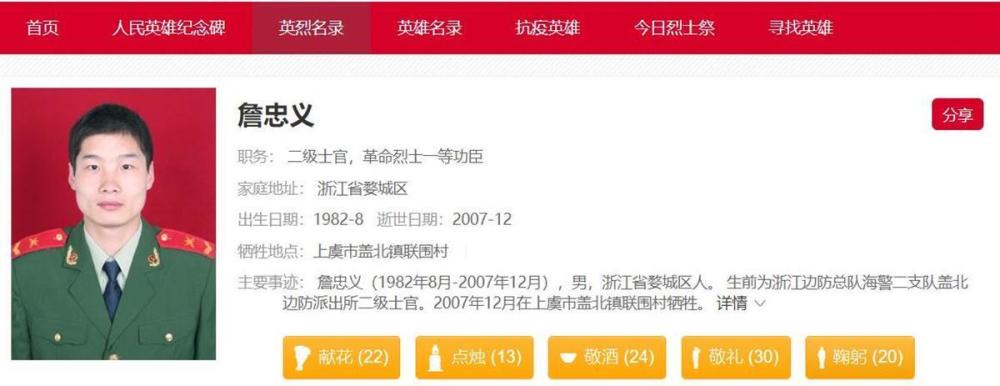 首页 人民英雄纪念碑 英烈名录 英雄名录 抗疫英雄 今日烈士祭 寻找英雄
詹忠义
分享
职务： 二级士官，革命烈士一等功臣
家庭地址： 浙江省婺城区
出生日期：1982-8 逝世日期：2007-12
牺牲地点：上虞市盖北镇联围村
主要事迹： 詹忠义（1982年8月-2007年12月），男，浙江省婺城区人。 生前为浙江边防总队海警二支队盖北
边防派出所二级士官。2007年12月在上虞市盖北镇联围村牺牲。 详情
献花 (22) 点烛 (13) 敬酒 (24) 敬礼 (30) 鞠躬 (20)